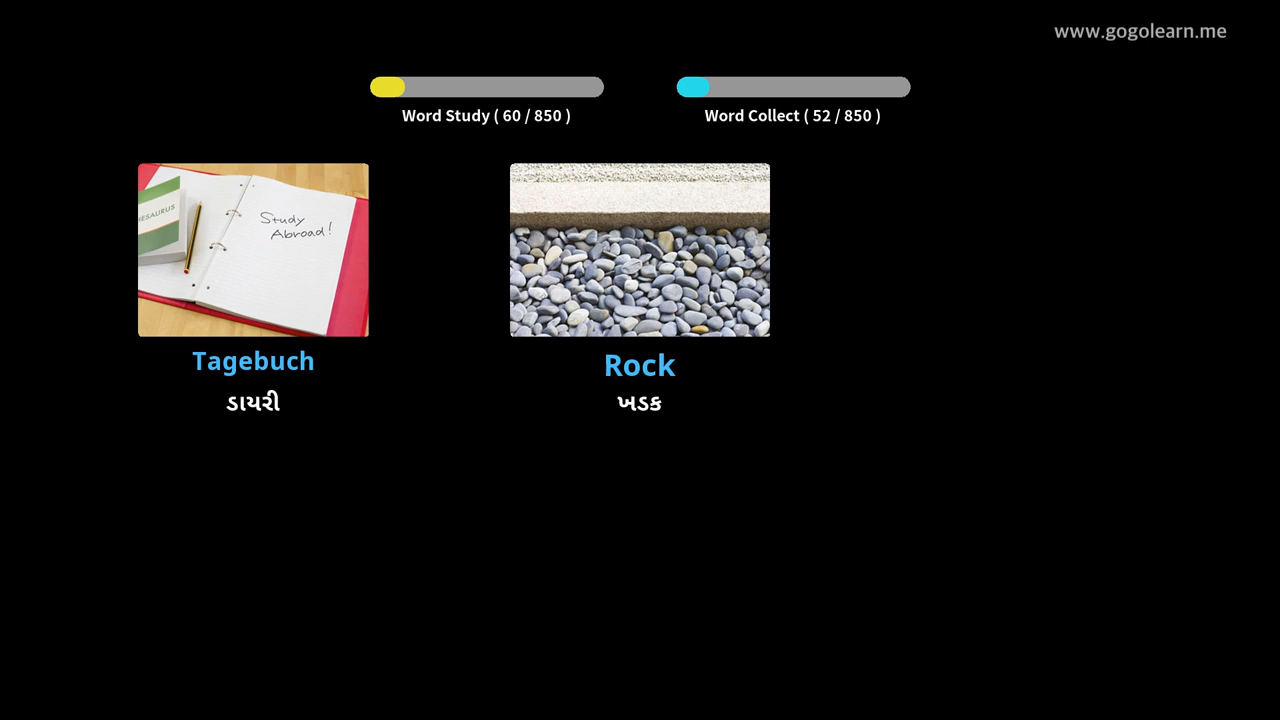 www.gogolearn.me
Word Study ( 60 / 850 )
Word Collect ( 52 / 850 )
Study
Abroad!
Tagebuch
Rock
ડાયરી
ખડક